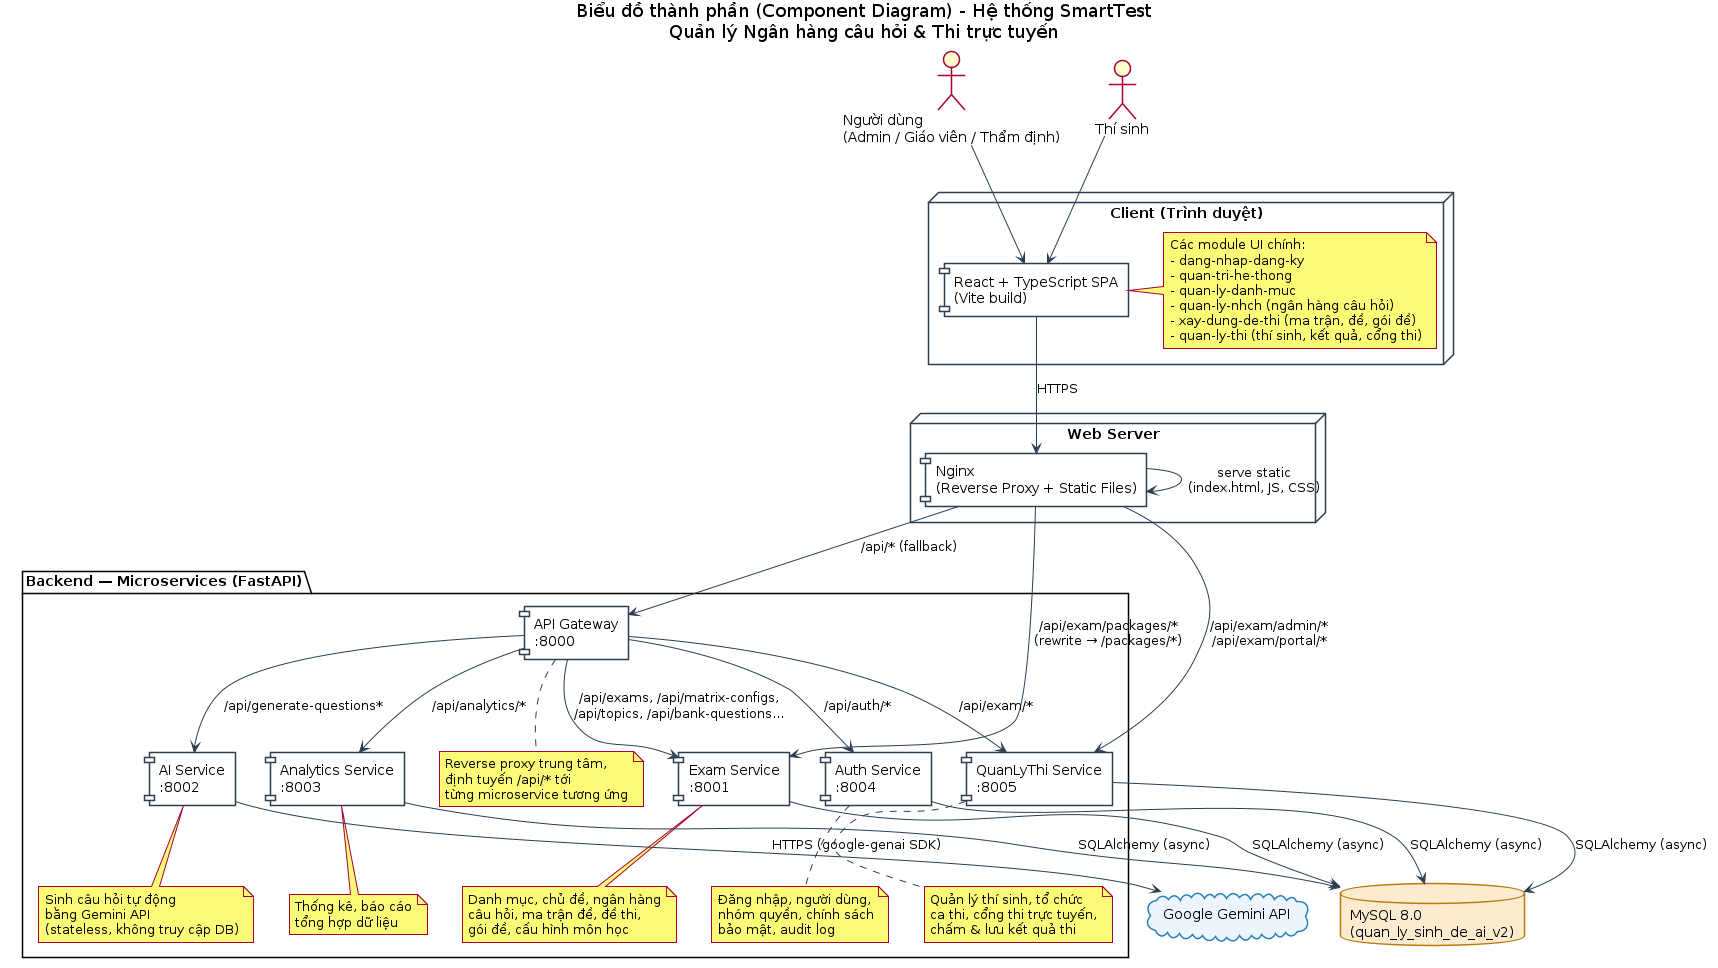 Biểu đồ thành phần (Component Diagram) - Hệ thống SmartTest
Quản lý Ngân hàng câu hỏi & Thi trực tuyến
Người dùng
(Admin / Giáo viên / Thẩm định)
Thí sinh
Client (Trình duyệt)
React + TypeScript SPA
(Vite build)
Các module UI chính:
- dang-nhap-dang-ky
- quan-tri-he-thong
- quan-ly-danh-muc
- quan-ly-nhch (ngân hàng câu hỏi)
- xay-dung-de-thi (ma trận, đề, gói đề)
- quan-ly-thi (thí sinh, kết quả, cổng thi)
HTTPS
Web Server
Nginx
(Reverse Proxy + Static Files)
serve static
(index.html, JS, CSS)
/api/* (fallback)
Backend — Microservices (FastAPI)
API Gateway
:8000
/api/exam/packages/*
(rewrite → /packages/*)
/api/exam/admin/*
/api/exam/portal/*
/api/generate-questions*
/api/analytics/*
/api/exams, /api/matrix-configs,
/api/topics, /api/bank-questions...
/api/auth/*
/api/exam/*
AI Service
:8002
Analytics Service
:8003
Reverse proxy trung tâm,
định tuyến /api/* tới
từng microservice tương ứng
Exam Service
:8001
Auth Service
:8004
QuanLyThi Service
:8005
HTTPS (google-genai SDK)
SQLAlchemy (async)
SQLAlchemy (async)
SQLAlchemy (async)
SQLAlchemy (async)
Sinh câu hỏi tự động
bằng Gemini API
(stateless, không truy cập DB)
Thống kê, báo cáo
tổng hợp dữ liệu
Danh mục, chủ đề, ngân hàng
câu hỏi, ma trận đề, đề thi,
gói đề, cấu hình môn học
Đăng nhập, người dùng,
nhóm quyền, chính sách
bảo mật, audit log
Quản lý thí sinh, tổ chức
ca thi, cổng thi trực tuyến,
chấm & lưu kết quả thi
Google Gemini API
MySQL 8.0
(quan_ly_sinh_de_ai_v2)